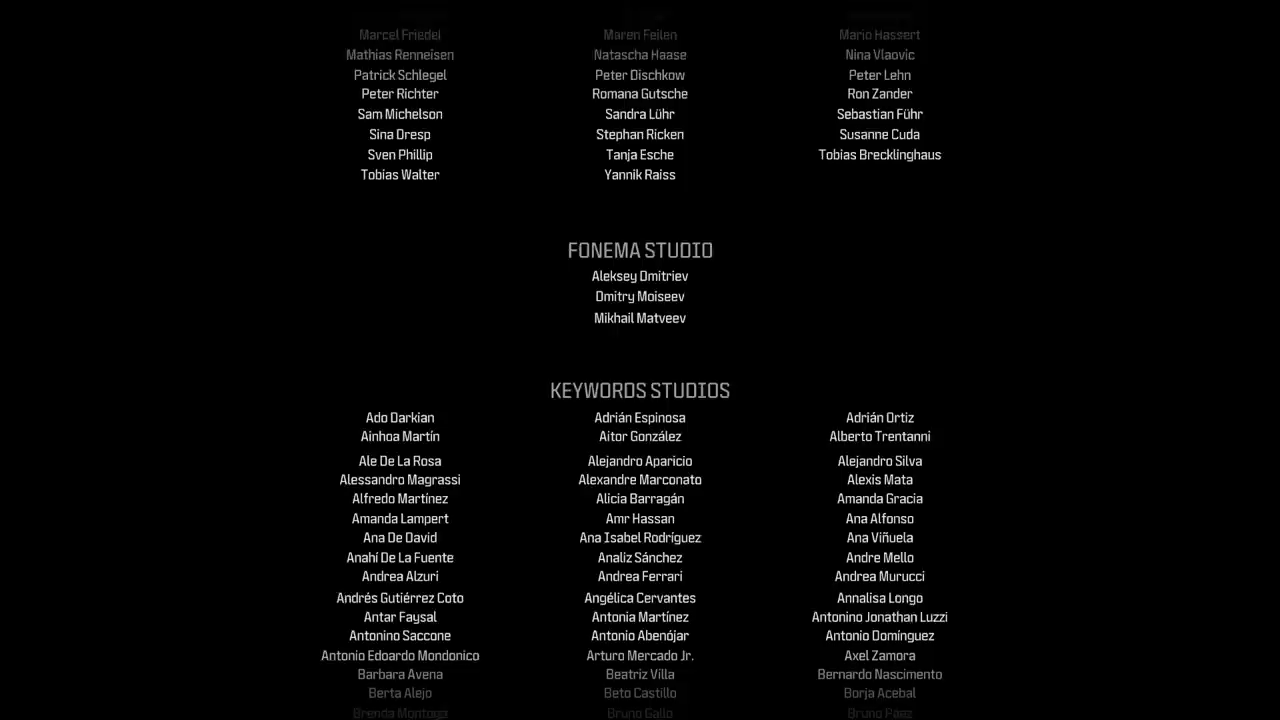 Marcel Friedel Maren Feilen Mario Hassert
Mathias Renneisen Natascha Haase Nina Vlaovic
Patrick Schlegel Peter Dischkow Peter Lehn
Peter Richter Romana Gutsche Ron Zander
Sam Michelson Sandra Lühr Sebastian Führ
Sina Dresp Stephan Ricken Susanne Cuda
Sven Phillip Tanja Esche Tobias Brecklinghaus
Tobias Walter Yannik Raiss
FONEMA STUDIO
Aleksey Dmitriev
Dmitry Moiseev
Mikhail Matveev
KEYWORDS STUDIOS
Ado Darkian Adrián Espinosa Adrián Ortiz
Ainhoa Martín Aitor González Alberto Trentanni
Ale De La Rosa Alejandro Aparicio Alejandro Silva
Alessandro Magrassi Alexandre Marconato Alexis Mata
Alfredo Martínez Alicia Barragán Amanda Gracia
Amanda Lampert Amr Hassan Ana Alfonso
Ana De David Ana Isabel Rodríguez Ana Viñuela
Anahí De La Fuente Analiz Sánchez Andre Mello
Andrea Alzuri Andrea Ferrari Andrea Murucci
Andrés Gutiérrez Coto Angélica Cervantes Annalisa Longo
Antar Faysal Antonia Martínez Antonino Jonathan Luzzi
Antonino Saccone Antonio Abenójar Antonio Domínguez
Antonio Edoardo Mondonico Arturo Mercado Jr. Axel Zamora
Barbara Avena Beatriz Villa Bernardo Nascimento
Berta Alejo Beto Castillo Borja Acebal
Brenda Montoga Bruno Gallo Bruno Páez